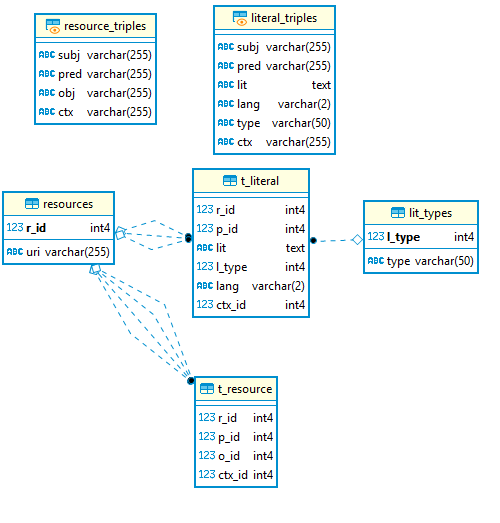 resource_triples
ABC subj varchar(255)
ABC pred varchar(255)
ABC obj varchar(255)
ABC ctx varchar(255)
literal_triples
ABC subj varchar(255)
ABC pred varchar(255)
ABC lit text
ABC lang varchar(2)
ABC type varchar(50)
ABC ctx varchar(255)
resources
123 r_id int4
ABC uri varchar(255)
t_literal
123 r_id int4
123 p_id int4
ABC lit text
123 l_type int4
ABC lang varchar(2)
123 ctx_id int4
lit_types
123 l_type int4
ABC type varchar(50)
t_resource
123 r_id int4
123 p_id int4
123 o_id int4
123 ctx_id int4